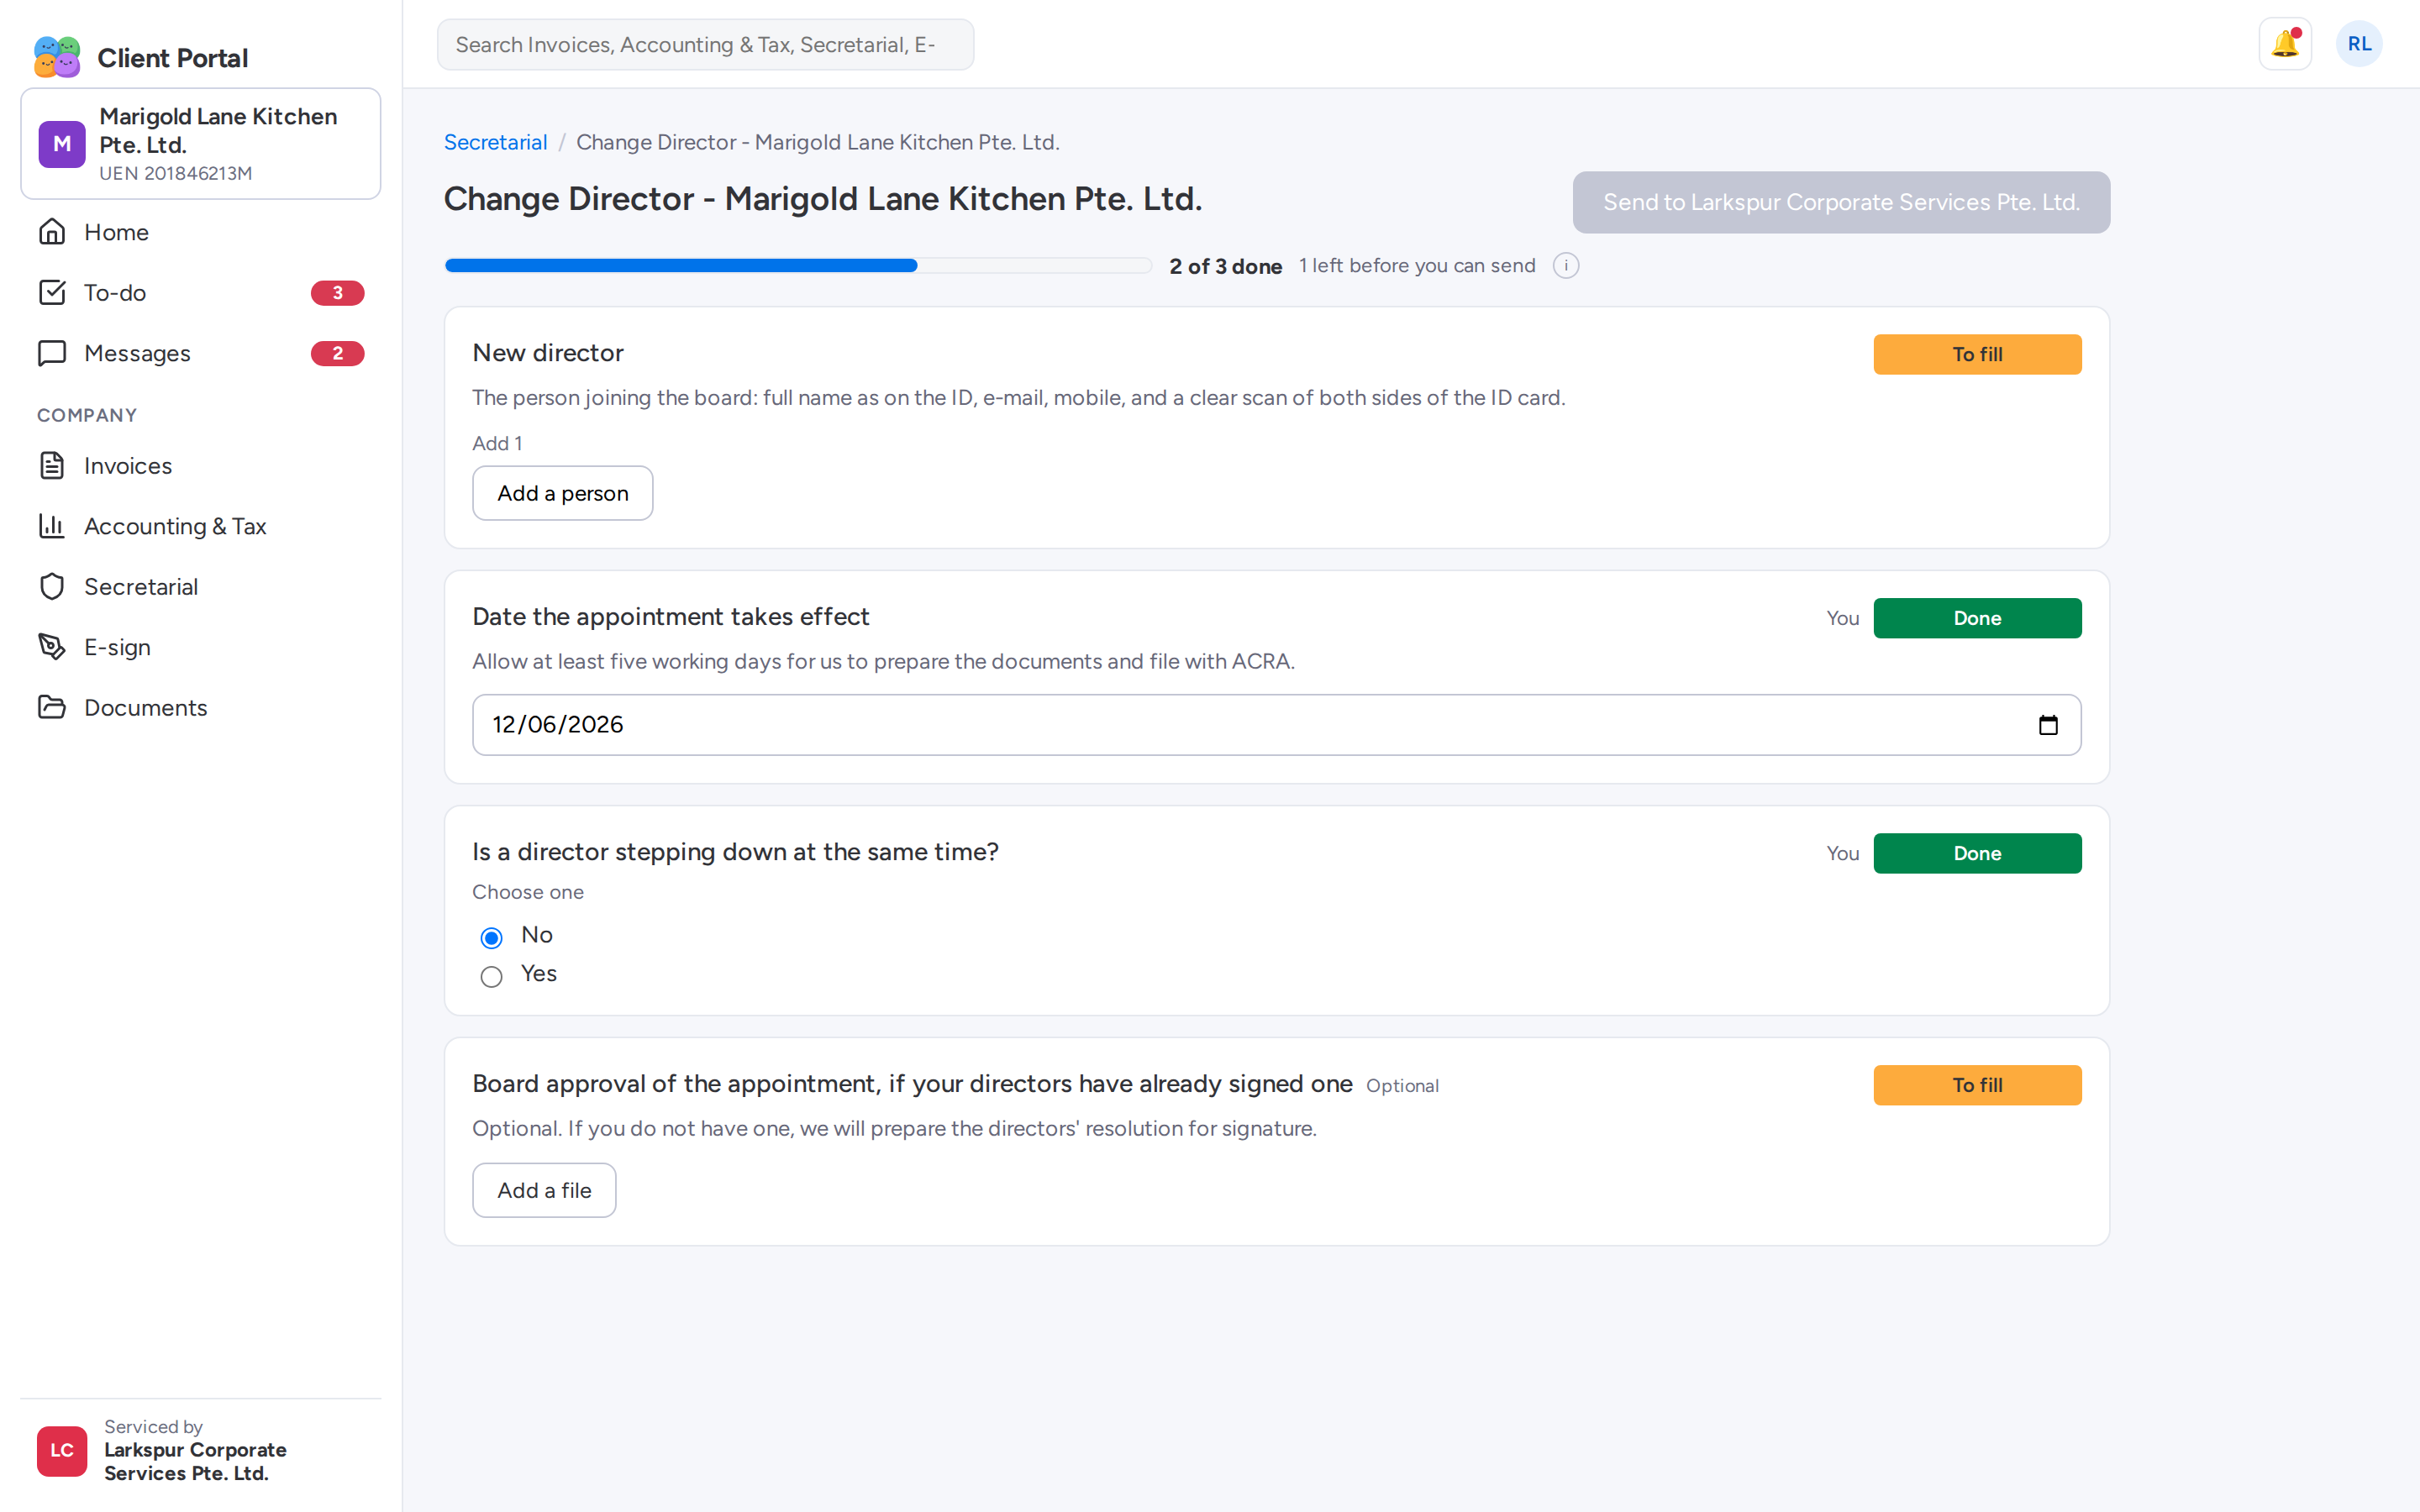 Client Portal
M
Marigold Lane Kitchen
Pte. Ltd.
UEN 201846213M
Home
To-do
3
Messages
2
COMPANY
Invoices
Accounting & Tax
Secretarial
E-sign
Documents
LC
Serviced by
Larkspur Corporate
Services Pte. Ltd.
Search Invoices, Accounting & Tax, Secretarial, E-
RL
Secretarial / Change Director - Marigold Lane Kitchen Pte. Ltd.
Change Director - Marigold Lane Kitchen Pte. Ltd.
Send to Larkspur Corporate Services Pte. Ltd.
2 of 3 done 1 left before you can send i
New director
To fill
The person joining the board: full name as on the ID, e-mail, mobile, and a clear scan of both sides of the ID card.
Add 1
Add a person
Date the appointment takes effect
You Done
Allow at least five working days for us to prepare the documents and file with ACRA.
12/06/2026
Is a director stepping down at the same time?
You Done
Choose one
No
Yes
Board approval of the appointment, if your directors have already signed one Optional
To fill
Optional. If you do not have one, we will prepare the directors' resolution for signature.
Add a file